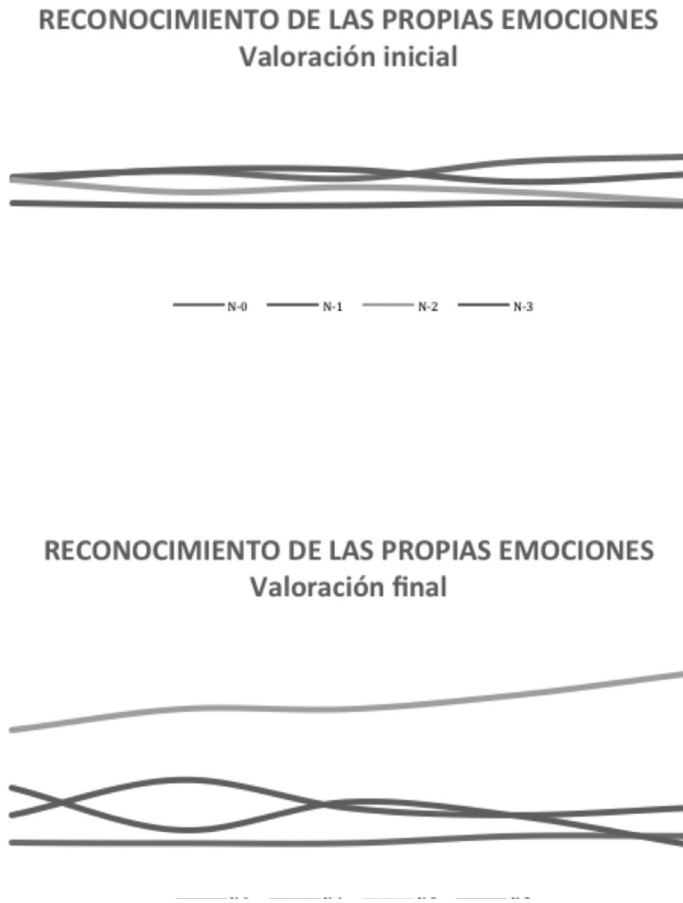 RECONOCIMIENTO DE LAS PROPIAS EMOCIONES
Valoración inicial
N-0 N-1 N-2 N-3
RECONOCIMIENTO DE LAS PROPIAS EMOCIONES
Valoración final